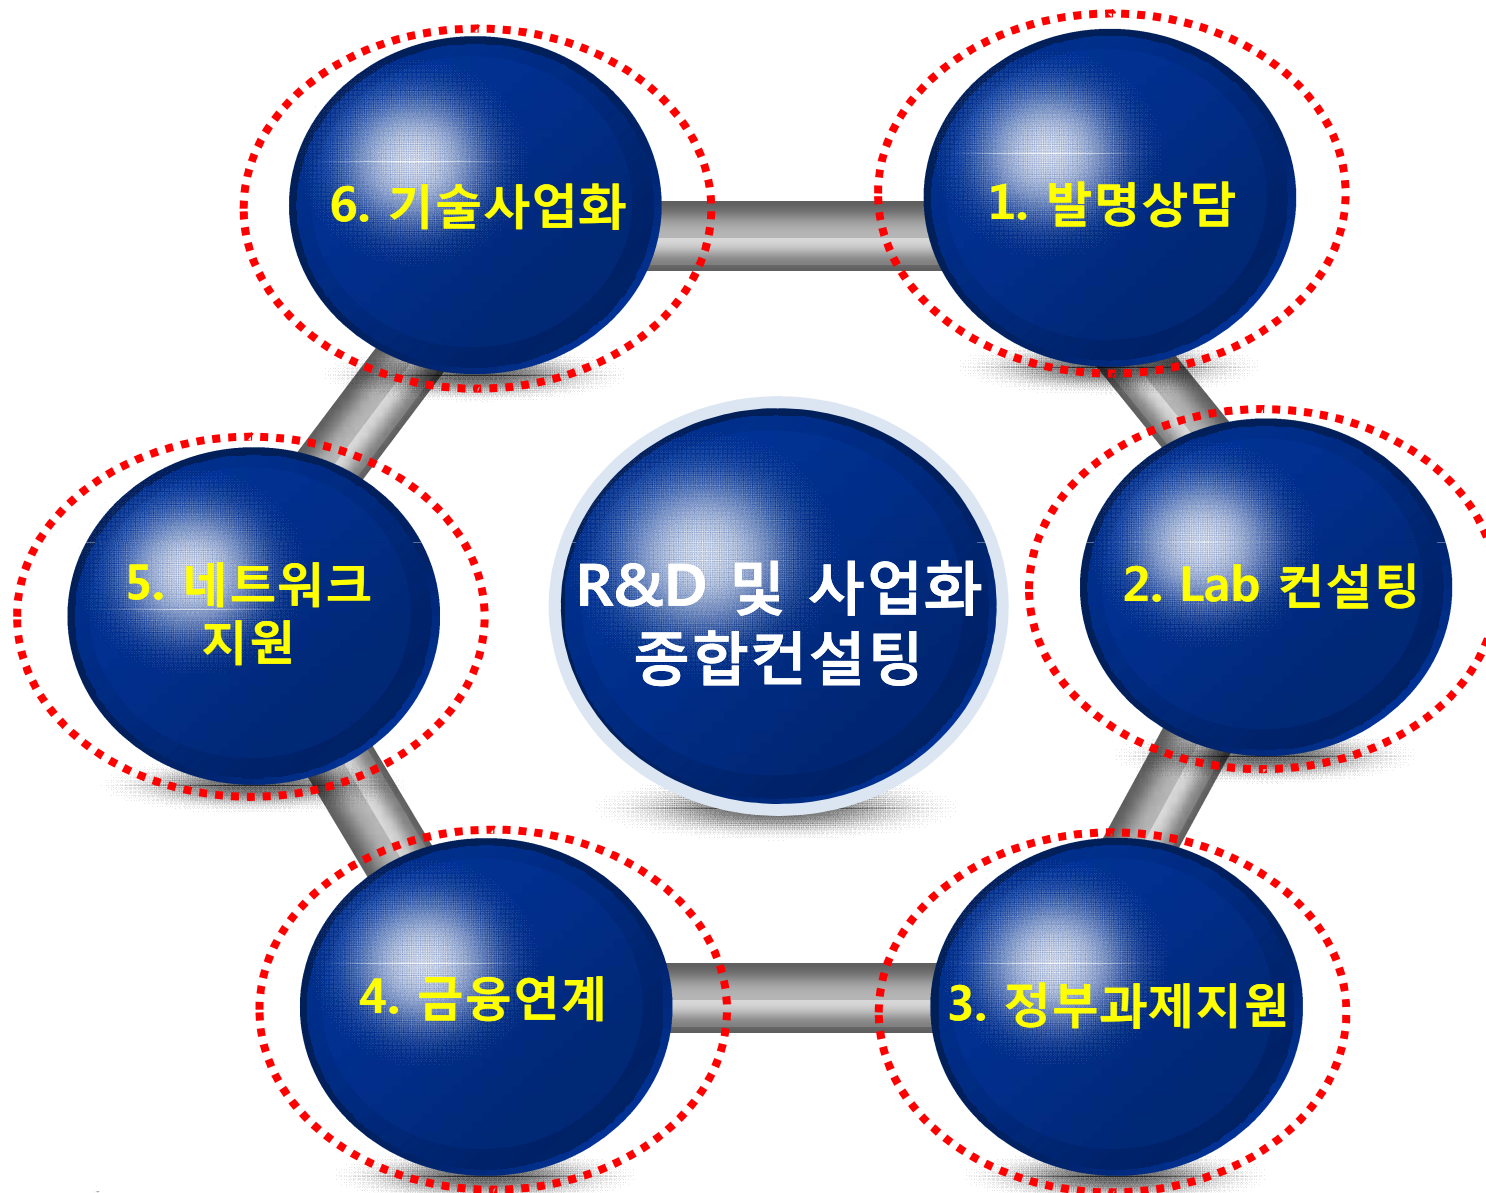 6. 기술사업화
1. 발명상담
5. 네트워크
지원
R&D 및 사업화
종합컨설팅
2. Lab 컨설팅
4. 금융연계
3. 정부과제지원